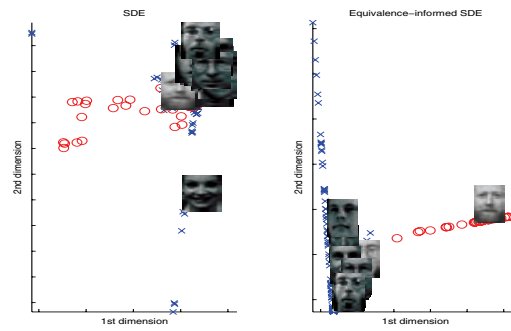 SDE
Equivalence−informed SDE
2nd dimension
2nd dimension
1st dimension
1st dimension